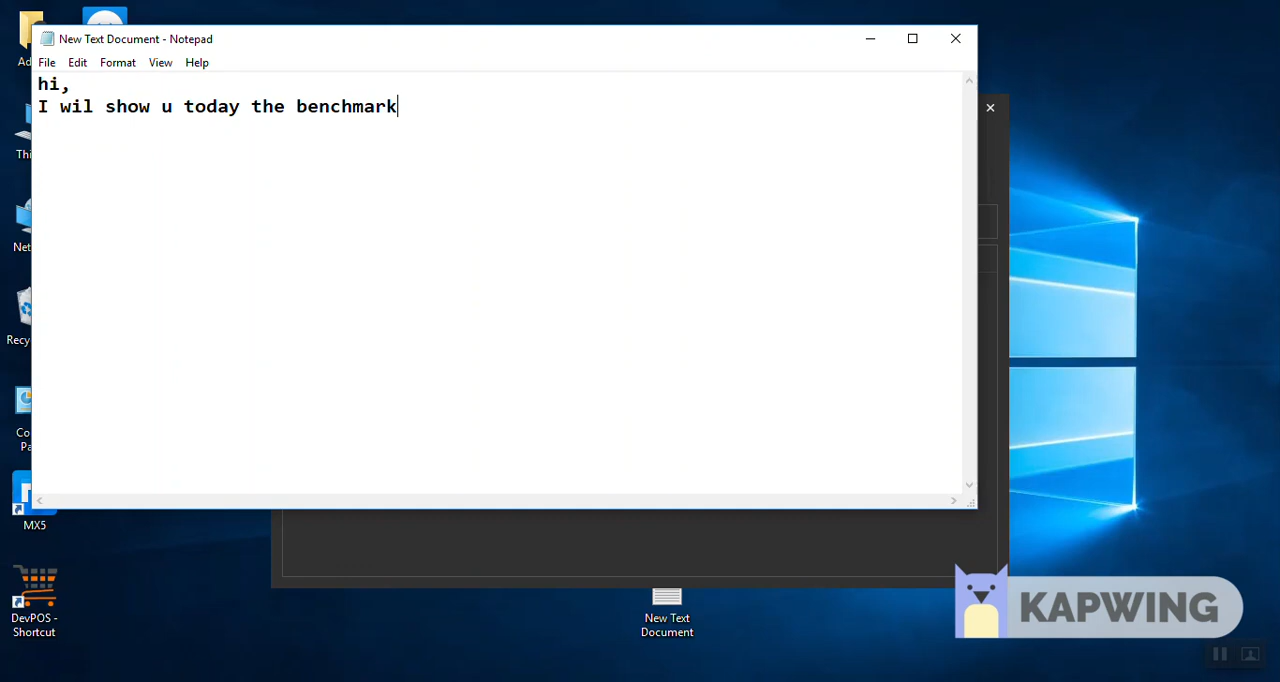 New Text Document - Notepad
File Edit Format View Help
hi,
I wil show u today the benchmark
Recy
MX5
DevPOS -
Shortcut
New Text
Document
KAPWING